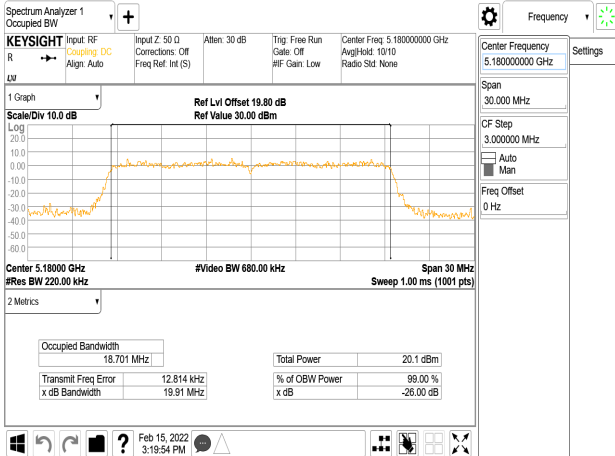 Spectrum Analyzer 1
Occupied BW
+
Frequency
KEYSIGHT
R
LXI
Input: RF
Coupling: DC
Align: Auto
Input Z: 50 Ω
Corrections: Off
Freq Ref: Int (S)
Atten: 30 dB
Trig: Free Run
Gate: Off
#IF Gain: Low
Center Freq: 5.180000000 GHz
Avg|Hold: 10/10
Radio Std: None
Center Frequency
5.180000000 GHz
Settings
Span
30.000 MHz
CF Step
3.000000 MHz
Auto
Man
Freq Offset
0 Hz
1 Graph
Scale/Div 10.0 dB
Ref Lvl Offset 19.80 dB
Ref Value 30.00 dBm
Log
20.0
10.0
0.00
-10.0
-20.0
-30.0
-40.0
-50.0
-60.0
Center 5.18000 GHz
#Res BW 220.00 kHz
#Video BW 680.00 kHz
Span 30 MHz
Sweep 1.00 ms (1001 pts)
2 Metrics
Occupied Bandwidth
18.701 MHz
Total Power 20.1 dBm
Transmit Freq Error 12.814 kHz
% of OBW Power 99.00 %
x dB Bandwidth 19.91 MHz
x dB -26.00 dB
?
Feb 15, 2022
3:19:54 PM